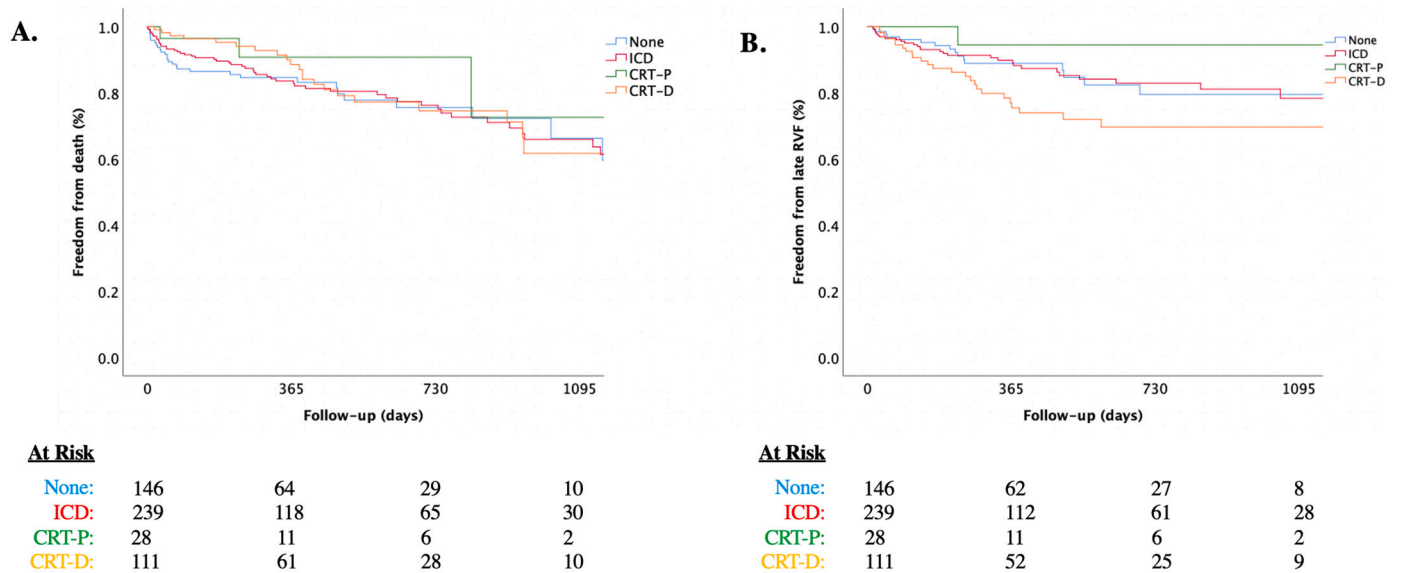 A.
1.0
0.8
0.6
0.4
0.2
0.0
Freedom from death (%)
0 365 730 1095
Follow-up (days)
None
ICD
CRT-P
CRT-D
At Risk
None: 146 64 29 10
ICD: 239 118 65 30
CRT-P: 28 11 6 2
CRT-D: 111 61 28 10
B.
1.0
0.8
0.6
0.4
0.2
0.0
Freedom from late RVF (%)
0 365 730 1095
Follow-up (days)
None
ICD
CRT-P
CRT-D
At Risk
None: 146 62 27 8
ICD: 239 112 61 28
CRT-P: 28 11 6 2
CRT-D: 111 52 25 9